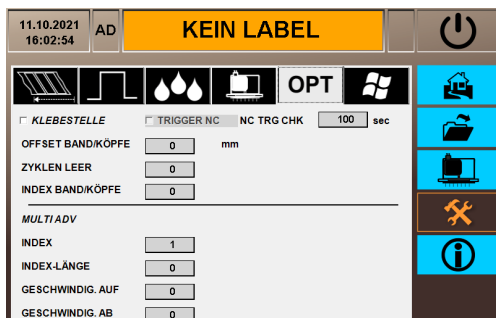 11.10.2021
16:02:54
AD
KEIN LABEL
OPT
KLEBESTELLE
TRIGGER NC NC TRG CHK 100 sec
OFFSET BAND/KÖPFE 0 mm
ZYKLEN LEER 0
INDEX BAND/KÖPFE 0
MULTI ADV
INDEX 1
INDEX-LÄNGE 0
GESCHWINDIG. AUF 0
GESCHWINDIG. AB 0